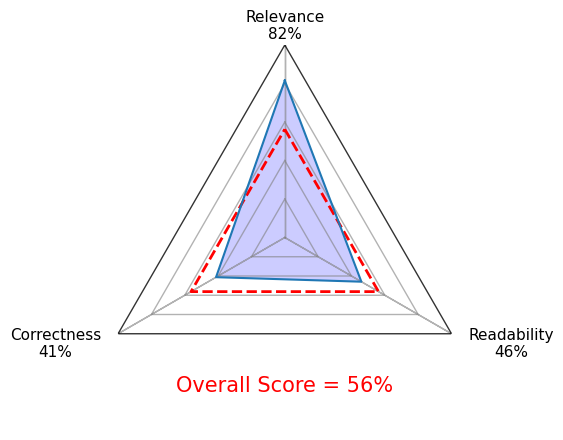 Relevance
82%
Correctness
41%
Readability
46%
Overall Score = 56%